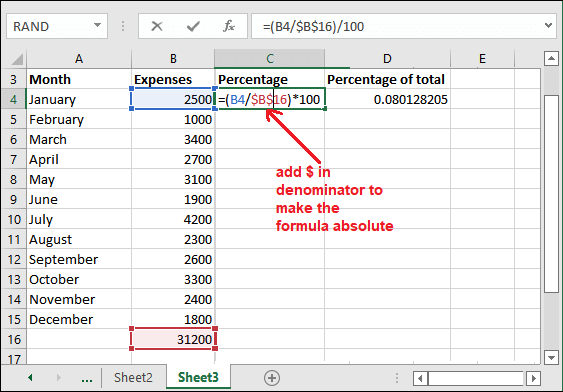 RAND =(B4/$B$16)/100
A B C D E
3 Month Expenses Percentage Percentage of total
4 January 2500 =(B4/$B$16)*100 0.080128205
5 February 1000
6 March 3400
7 April 2700
8 May 3100
9 June 1900
10 July 4200
11 August 2300
12 September 2600
13 October 3300
14 November 2400
15 December 1800
16 31200
17
add $ in
denominator to
make the
formula absolute
... Sheet2 Sheet3